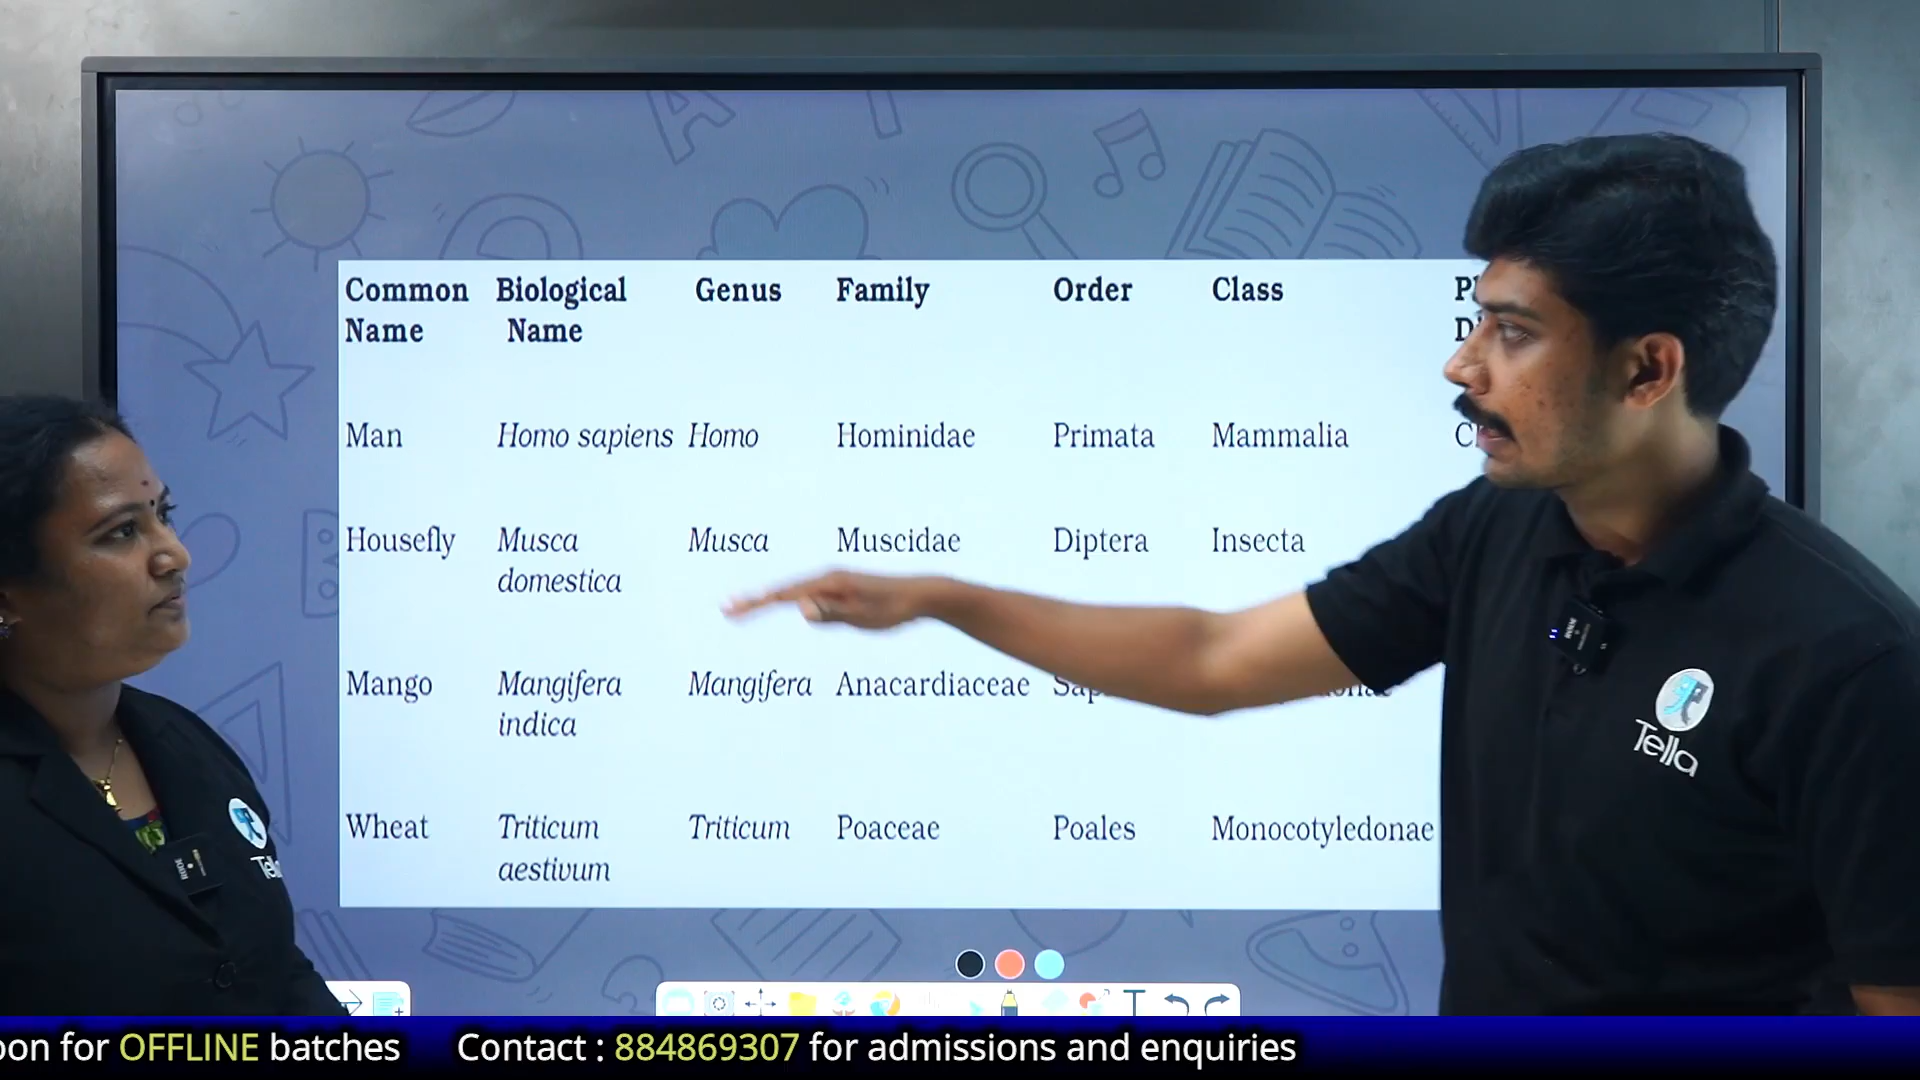 Common Biological Genus Family Order Class
Name Name
Man Homo sapiens Homo Hominidae Primata Mammalia
Housefly Musca Musca Muscidae Diptera Insecta
domestica
Mango Mangifera Mangifera Anacardiaceae
indica
Wheat Triticum Triticum Poaceae Poales Monocotyledonae
aestivum
Tella
RODE
for OFFLINE batches Contact : 884869307 for admissions and enquiries